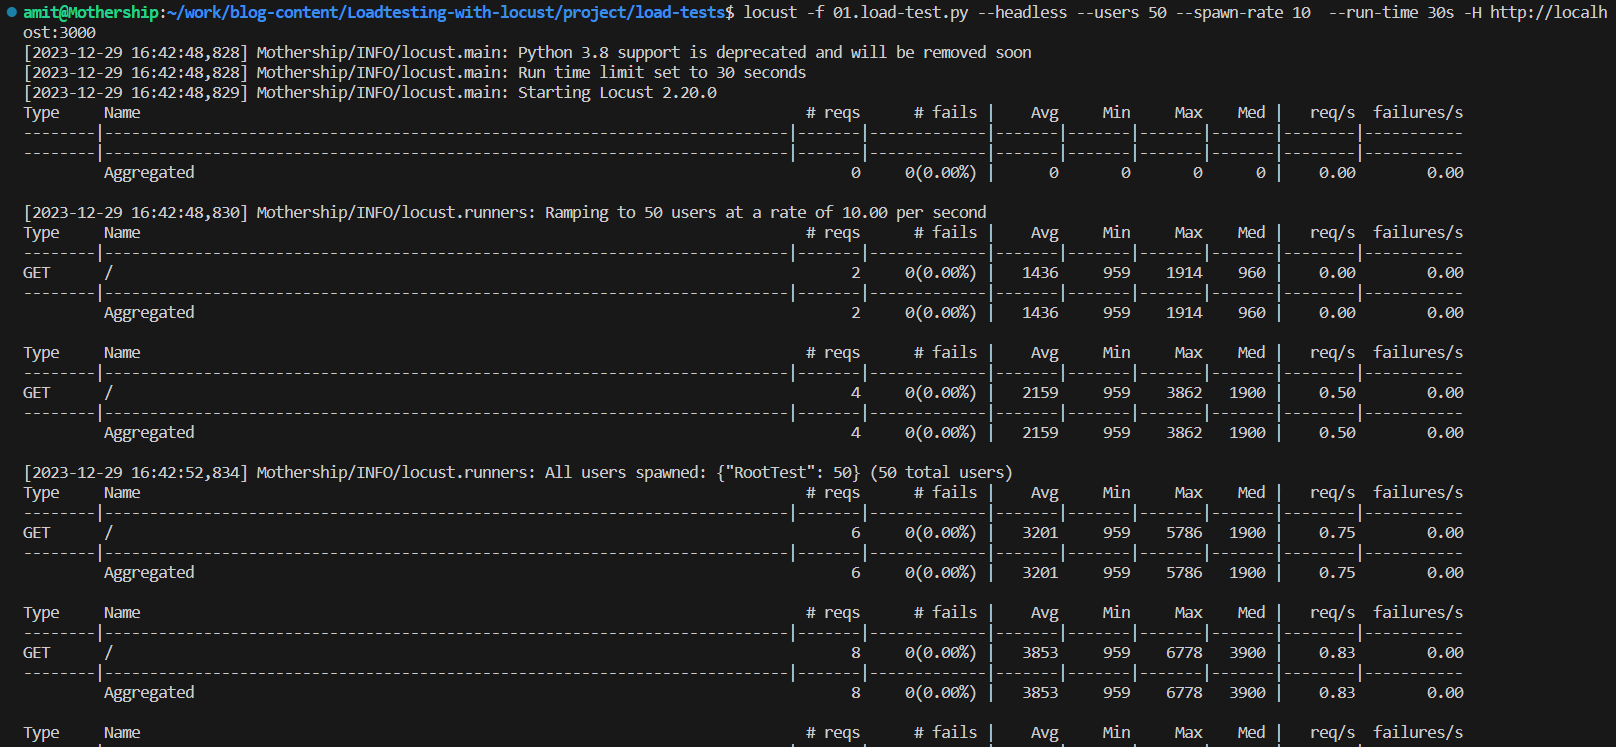 amit@Mothership:~/work/blog-content/Loadtesting-with-locust/project/load-tests$ locust -f 01.load-test.py --headless --users 50 --spawn-rate 10  --run-time 30s -H http://localh
ost:3000
[2023-12-29 16:42:48,828] Mothership/INFO/locust.main: Python 3.8 support is deprecated and will be removed soon
[2023-12-29 16:42:48,828] Mothership/INFO/locust.main: Run time limit set to 30 seconds
[2023-12-29 16:42:48,829] Mothership/INFO/locust.main: Starting Locust 2.20.0
Type     Name     # reqs     # fails |     Avg     Min     Max     Med |     req/s  failures/s
--------|----------------------------------------------------------------------------|-------|-------------|-------|-------|-------|-------|--------|-----------
--------|----------------------------------------------------------------------------|-------|-------------|-------|-------|-------|-------|--------|-----------
Aggregated     0     0(0.00%) |     0     0     0     0 |     0.00     0.00
[2023-12-29 16:42:48,830] Mothership/INFO/locust.runners: Ramping to 50 users at a rate of 10.00 per second
Type     Name     # reqs     # fails |     Avg     Min     Max     Med |     req/s  failures/s
--------|----------------------------------------------------------------------------|-------|-------------|-------|-------|-------|-------|--------|-----------
GET     /     2     0(0.00%) |     1436     959     1914     960 |     0.00     0.00
--------|----------------------------------------------------------------------------|-------|-------------|-------|-------|-------|-------|--------|-----------
Aggregated     2     0(0.00%) |     1436     959     1914     960 |     0.00     0.00
Type     Name     # reqs     # fails |     Avg     Min     Max     Med |     req/s  failures/s
--------|----------------------------------------------------------------------------|-------|-------------|-------|-------|-------|-------|--------|-----------
GET     /     4     0(0.00%) |     2159     959     3862     1900 |     0.50     0.00
--------|----------------------------------------------------------------------------|-------|-------------|-------|-------|-------|-------|--------|-----------
Aggregated     4     0(0.00%) |     2159     959     3862     1900 |     0.50     0.00
[2023-12-29 16:42:52,834] Mothership/INFO/locust.runners: All users spawned: {"RootTest": 50} (50 total users)
Type     Name     # reqs     # fails |     Avg     Min     Max     Med |     req/s  failures/s
--------|----------------------------------------------------------------------------|-------|-------------|-------|-------|-------|-------|--------|-----------
GET     /     6     0(0.00%) |     3201     959     5786     1900 |     0.75     0.00
--------|----------------------------------------------------------------------------|-------|-------------|-------|-------|-------|-------|--------|-----------
Aggregated     6     0(0.00%) |     3201     959     5786     1900 |     0.75     0.00
Type     Name     # reqs     # fails |     Avg     Min     Max     Med |     req/s  failures/s
--------|----------------------------------------------------------------------------|-------|-------------|-------|-------|-------|-------|--------|-----------
GET     /     8     0(0.00%) |     3853     959     6778     3900 |     0.83     0.00
--------|----------------------------------------------------------------------------|-------|-------------|-------|-------|-------|-------|--------|-----------
Aggregated     8     0(0.00%) |     3853     959     6778     3900 |     0.83     0.00
Type     Name     # reqs     # fails |     Avg     Min     Max     Med |     req/s  failures/s